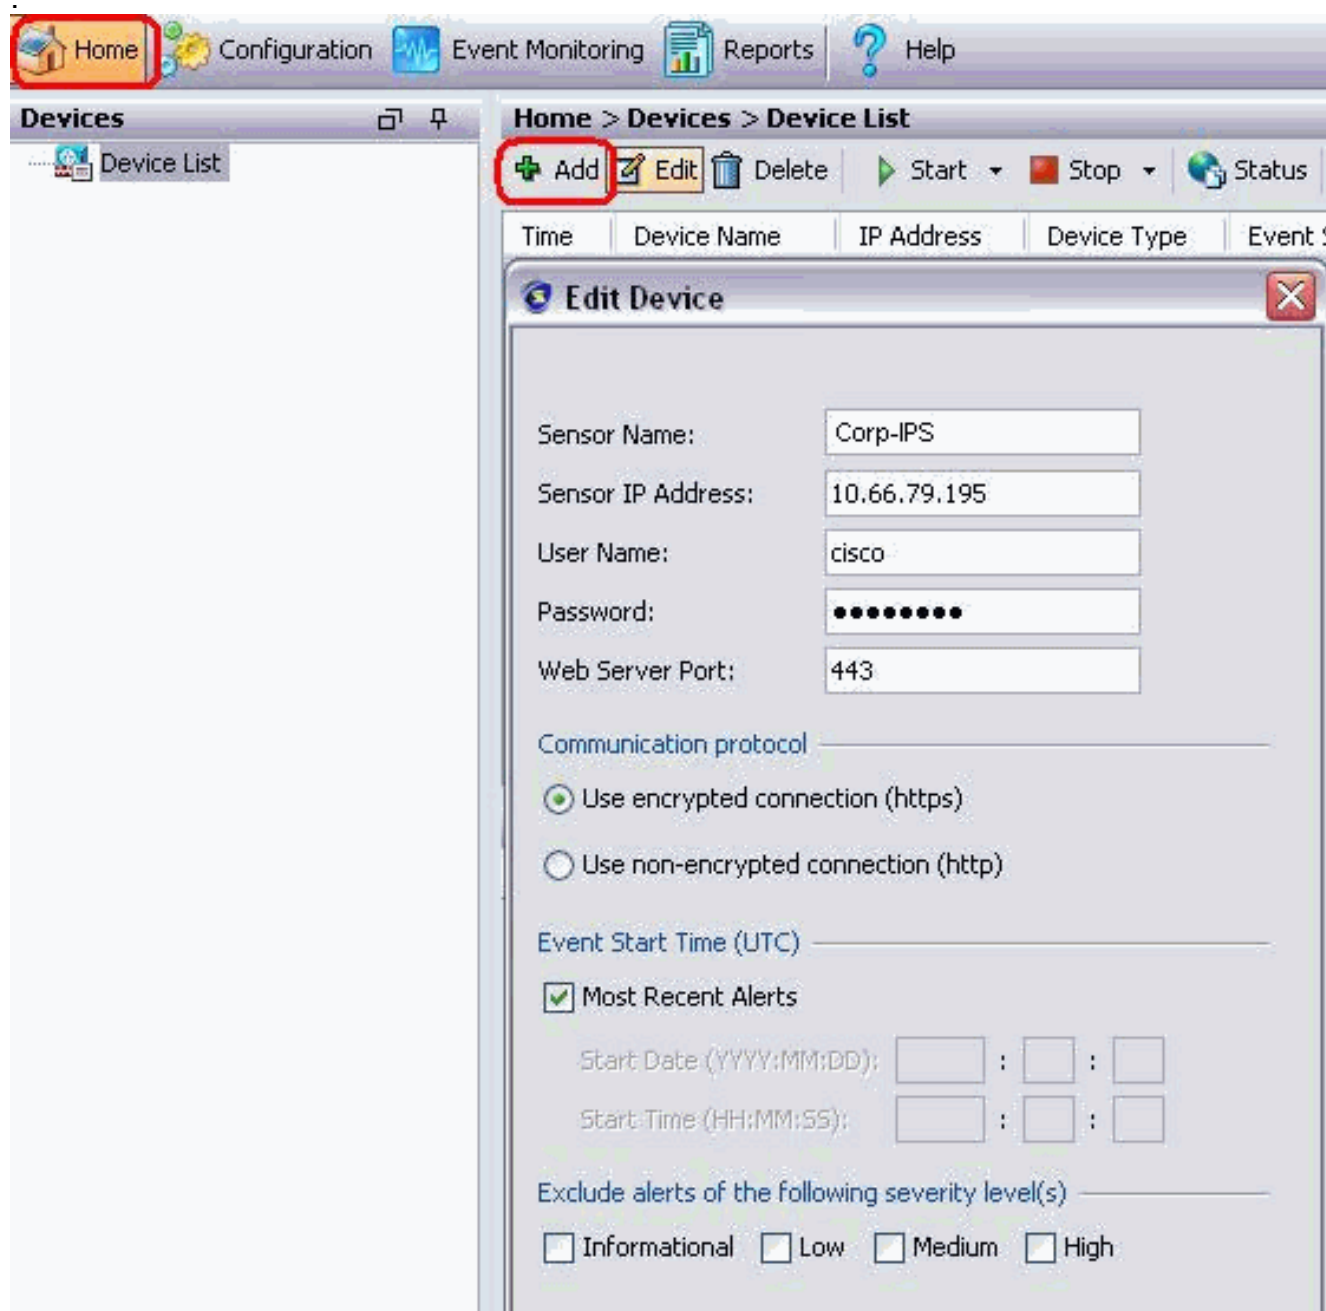 .
Home Configuration Event Monitoring Reports Help
Devices
Device List
Home > Devices > Device List
Add Edit Delete Start Stop Status
Time Device Name IP Address Device Type Event
Edit Device
Sensor Name: Corp-IPS
Sensor IP Address: 10.66.79.195
User Name: cisco
Password: ●●●●●●●●
Web Server Port: 443
Communication protocol
Use encrypted connection (https)
Use non-encrypted connection (http)
Event Start Time (UTC)
Most Recent Alerts
Start Date (YYYY:MM:DD): : :
Start Time (HH:MM:SS): : :
Exclude alerts of the following severity level(s)
Informational Low Medium High